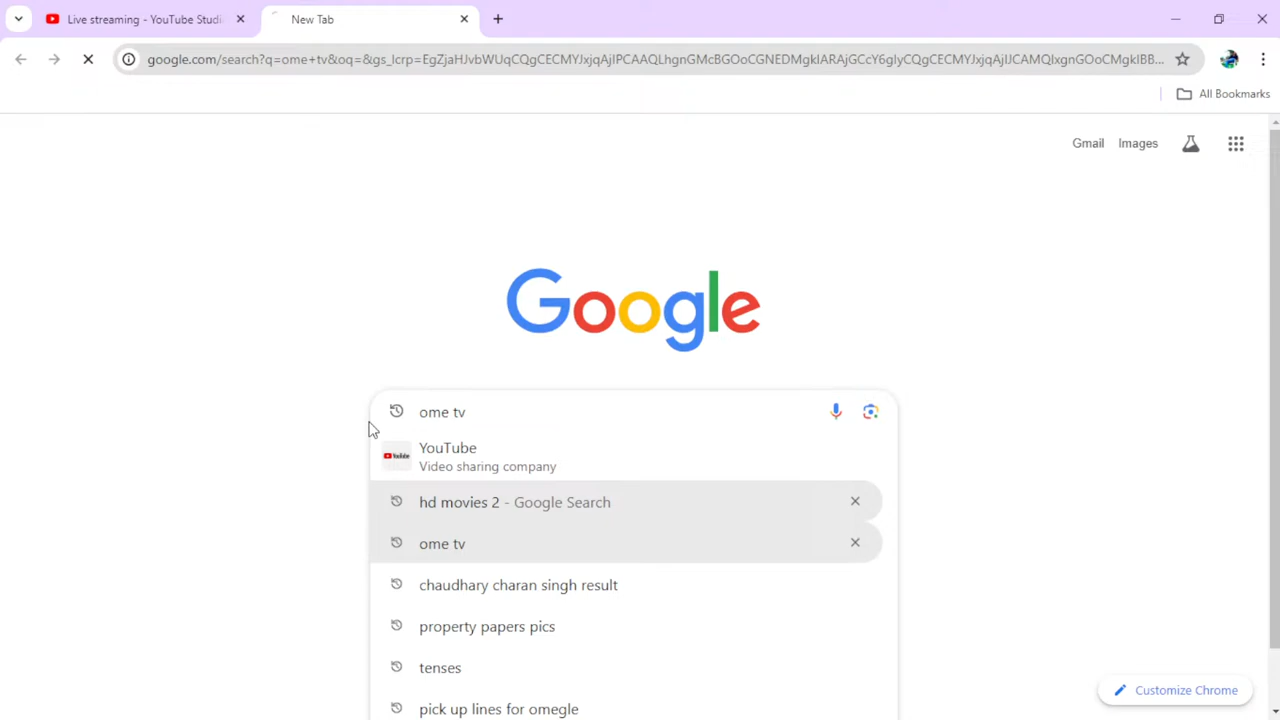 Live streaming - YouTube Studi
New Tab
google.com/search?q=ome+tv&oq=&gs_lcrp=EgZjaHJvbWUqCQgCECMYJxjqAjIPCAAQLhgnGMcBGOoCGNEDMgkIARAjGCcY6gIyCQgCECMYJxjqAjIJCAMQIxgnGOoCMgkIBB...
All Bookmarks
Gmail
Images
Google
ome tv
YouTube
YouTube
Video sharing company
hd movies 2 - Google Search
ome tv
chaudhary charan singh result
property papers pics
tenses
pick up lines for omegle
Customize Chrome